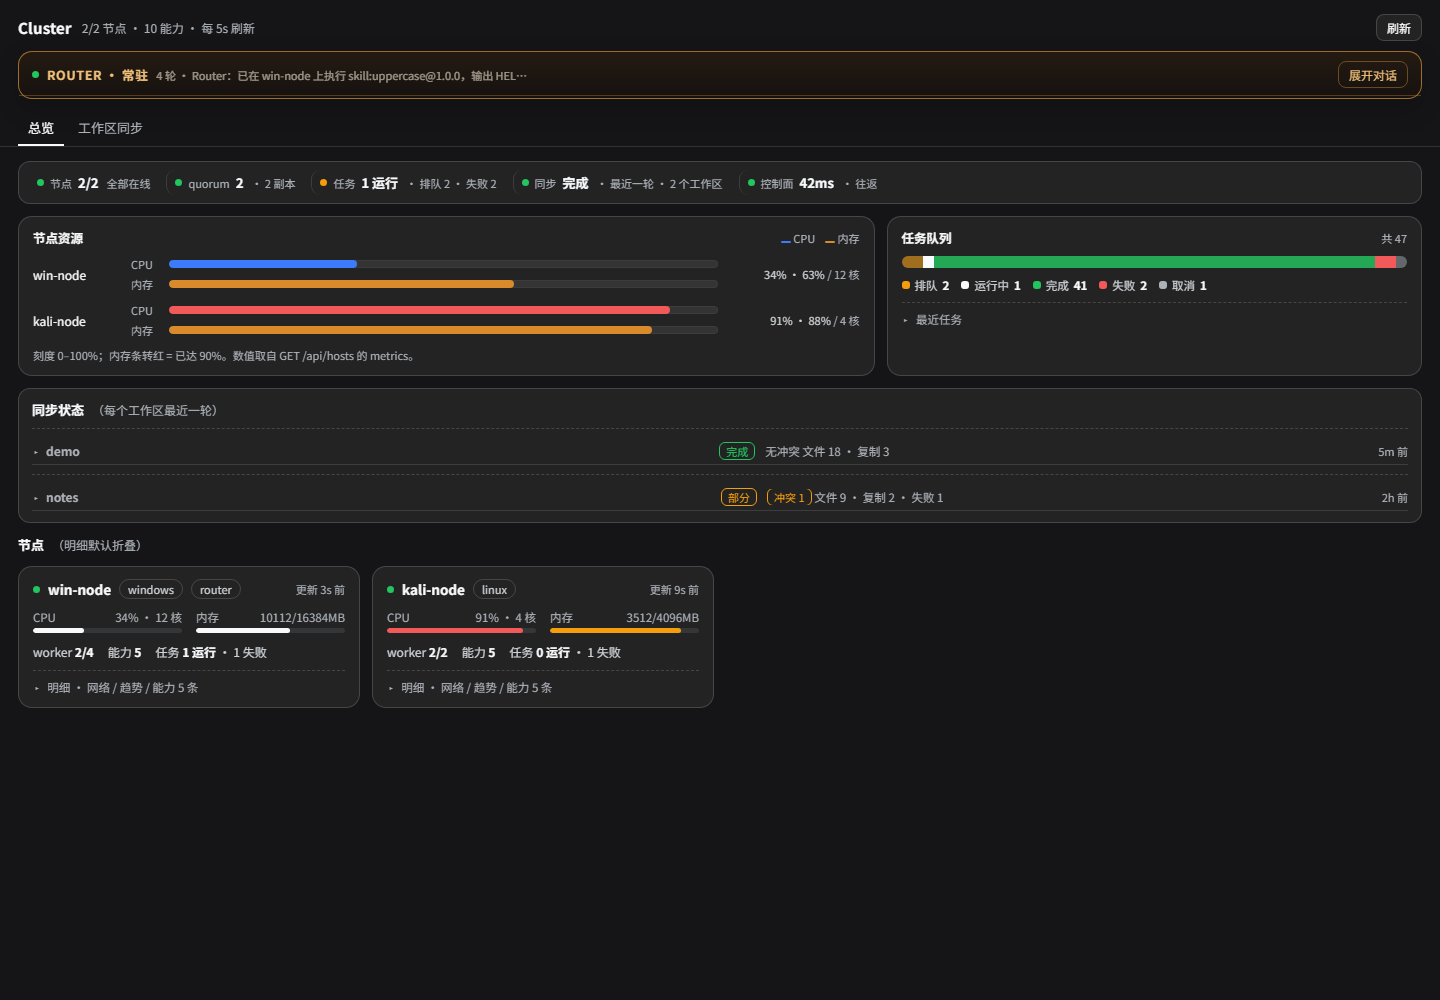 Cluster 2/2 节点 • 10 能力 • 每 5s 刷新 刷新
ROUTER • 常驻 4 轮 • Router：已在 win-node 上执行 skill:uppercase@1.0.0，输出 HEL… 展开对话
总览 工作区同步
节点 2/2 全部在线 quorum 2 • 2 副本 任务 1 运行 • 排队 2 • 失败 2 同步 完成 • 最近一轮 • 2 个工作区 控制面 42ms • 往返
节点资源 CPU 内存
win-node CPU 34% • 63% / 12 核
内存
kali-node CPU 91% • 88% / 4 核
内存
刻度 0–100%；内存条转红 = 已达 90%。数值取自 GET /api/hosts 的 metrics。
任务队列 共 47
排队 2 运行中 1 完成 41 失败 2 取消 1
▸ 最近任务
同步状态 （每个工作区最近一轮）
▸ demo 完成 无冲突 文件 18 • 复制 3 5m 前
▸ notes 部分 冲突 1 文件 9 • 复制 2 • 失败 1 2h 前
节点 （明细默认折叠）
win-node windows router 更新 3s 前
CPU 34% • 12 核 内存 10112/16384MB
worker 2/4 能力 5 任务 1 运行 • 1 失败
▸ 明细 • 网络 / 趋势 / 能力 5 条
kali-node linux 更新 9s 前
CPU 91% • 4 核 内存 3512/4096MB
worker 2/2 能力 5 任务 0 运行 • 1 失败
▸ 明细 • 网络 / 趋势 / 能力 5 条